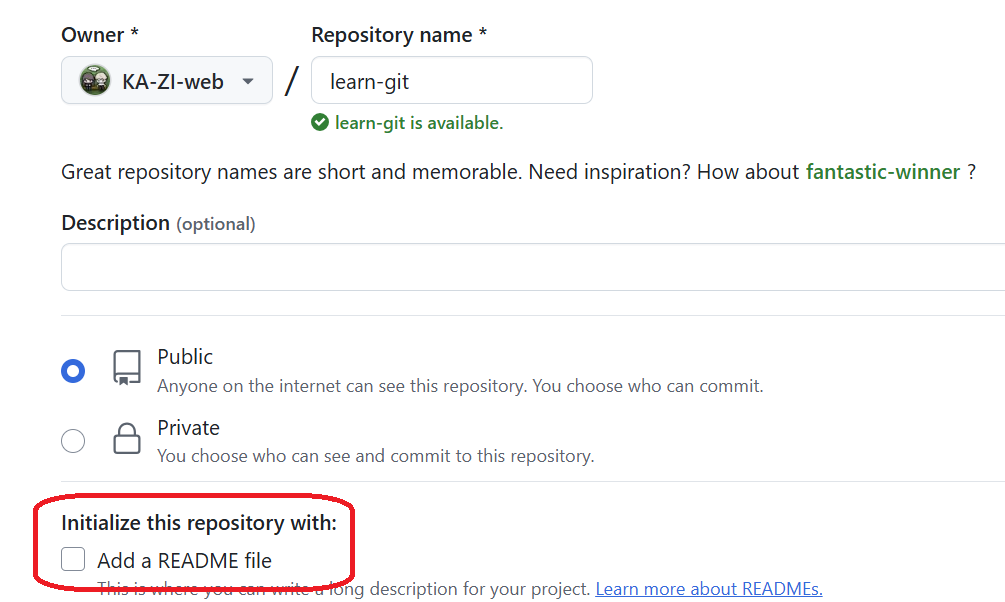 Owner * Repository name *
KA-ZI-web / learn-git
learn-git is available.
Great repository names are short and memorable. Need inspiration? How about fantastic-winner ?
Description (optional)
Public
Anyone on the internet can see this repository. You choose who can commit.
Private
You choose who can see and commit to this repository.
Initialize this repository with:
Add a README file
This is where you can write a long description for your project. Learn more about READMEs.